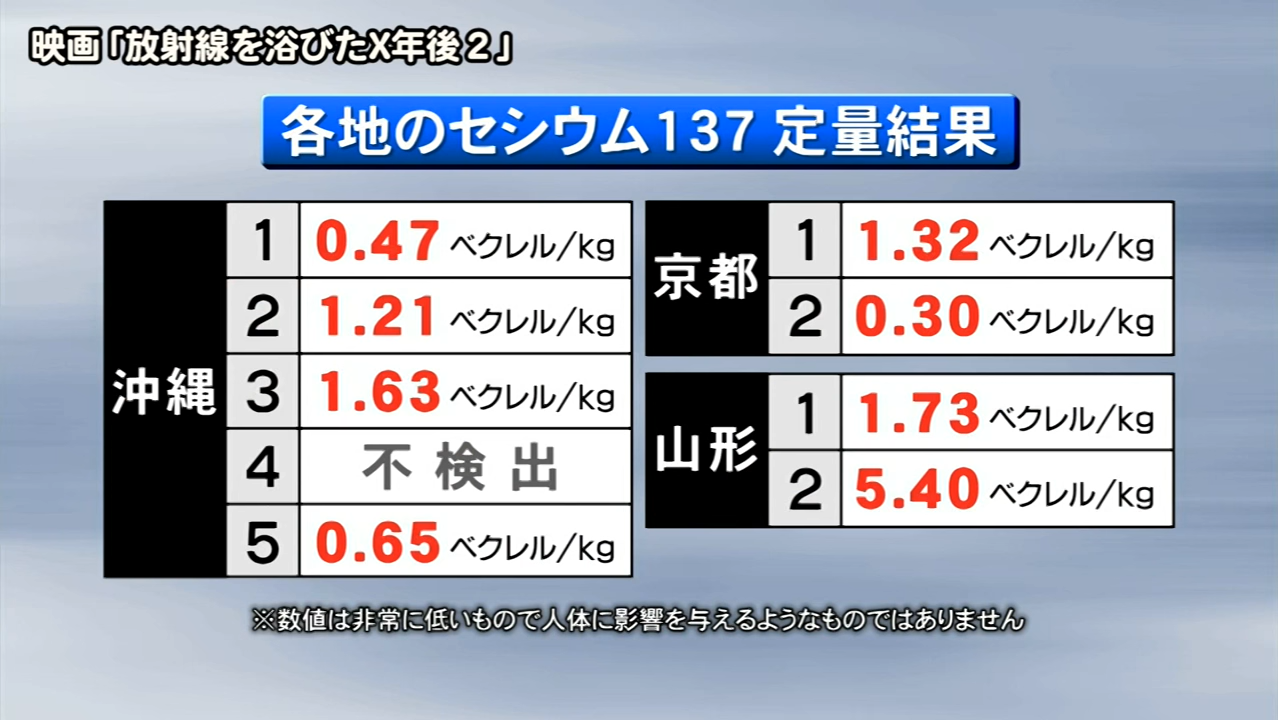 映画「放射線を浴びたX年後２」
各地のセシウム137 定量結果
沖縄
1 0.47 ベクレル/kg
2 1.21 ベクレル/kg
3 1.63 ベクレル/kg
4 不検出
5 0.65 ベクレル/kg
京都
1 1.32 ベクレル/kg
2 0.30 ベクレル/kg
山形
1 1.73 ベクレル/kg
2 5.40 ベクレル/kg
※数値は非常に低いもので人体に影響を与えるようなものではありません